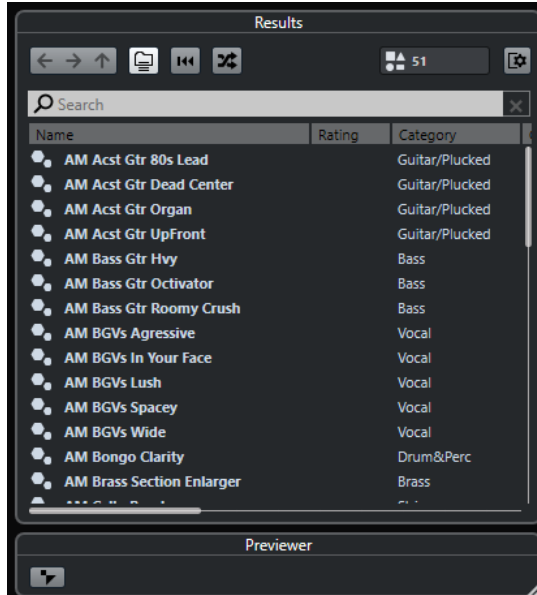 Results
51
Search
Name Rating Category
AM Acst Gtr 80s Lead Guitar/Plucked
AM Acst Gtr Dead Center Guitar/Plucked
AM Acst Gtr Organ Guitar/Plucked
AM Acst Gtr UpFront Guitar/Plucked
AM Bass Gtr Hvy Bass
AM Bass Gtr Octivator Bass
AM Bass Gtr Roomy Crush Bass
AM BGVs Agressive Vocal
AM BGVs In Your Face Vocal
AM BGVs Lush Vocal
AM BGVs Spacey Vocal
AM BGVs Wide Vocal
AM Bongo Clarity Drum&Perc
AM Brass Section Enlarger Brass
Previewer